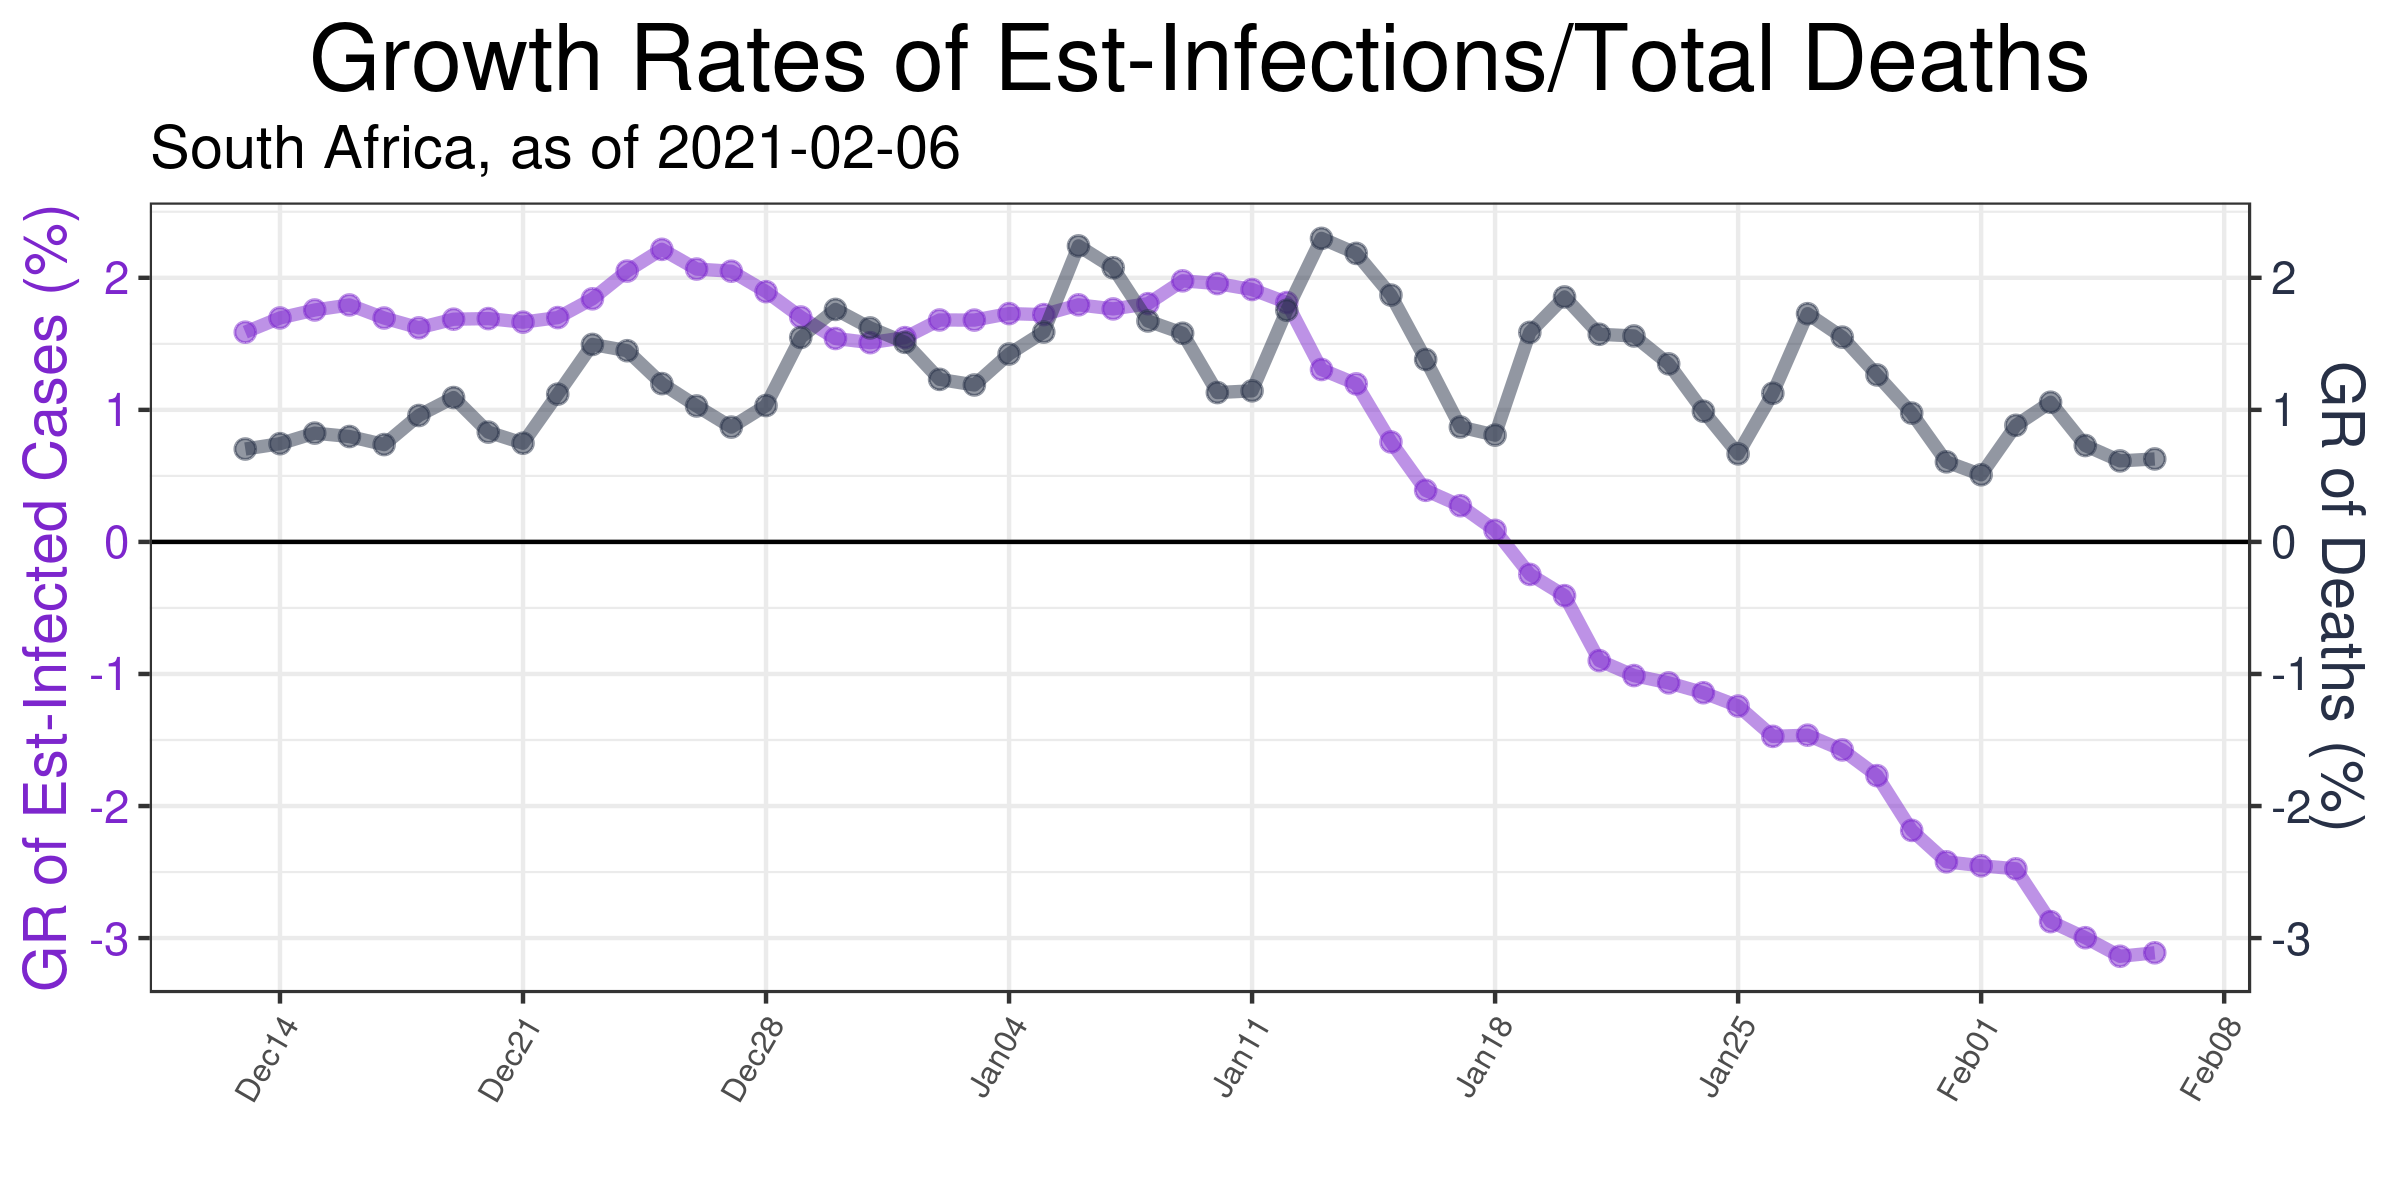 Growth Rates of Est-Infections/Total Deaths
South Africa, as of 2021-02-06
GR of Est-Infected Cases (%)
2
1
0
-1
-2
-3
2
1
0
-1
-2
-3
GR of Deaths (%)
Dec14
Dec21
Dec28
Jan04
Jan11
Jan18
Jan25
Feb01
Feb08